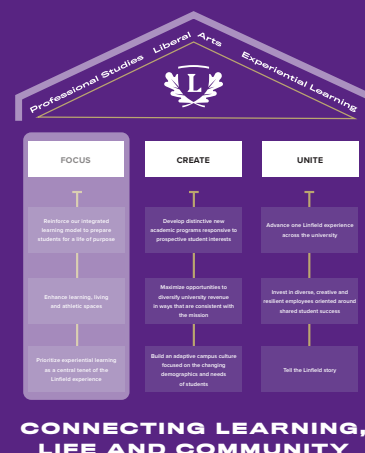 Professional Studies Liberal Arts Experiential Learning
L
FOCUS
Reinforce our integrated
learning model to prepare
students for a life of purpose
Enhance learning, living
and athletic spaces
Prioritize experiential learning
as a central tenet of the
Linfield experience
CREATE
Develop distinctive new
academic programs responsive to
prospective student interests
Maximize opportunities to
diversify university revenue
in ways that are consistent with
the mission
Build an adaptive campus culture
focused on the changing
demographics and needs
of students
UNITE
Advance one Linfield experience
across the university
Invest in diverse, creative and
resilient employees oriented around
shared student success
Tell the Linfield story
CONNECTING LEARNING,
LIFE AND COMMUNITY